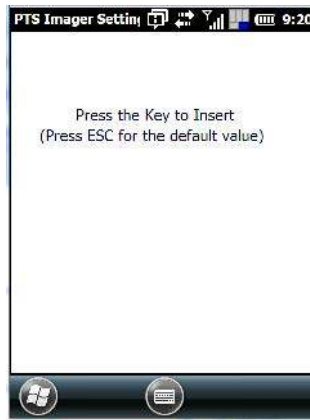 PTS Imager Settin 9:20
Press the Key to Insert
(Press ESC for the default value)